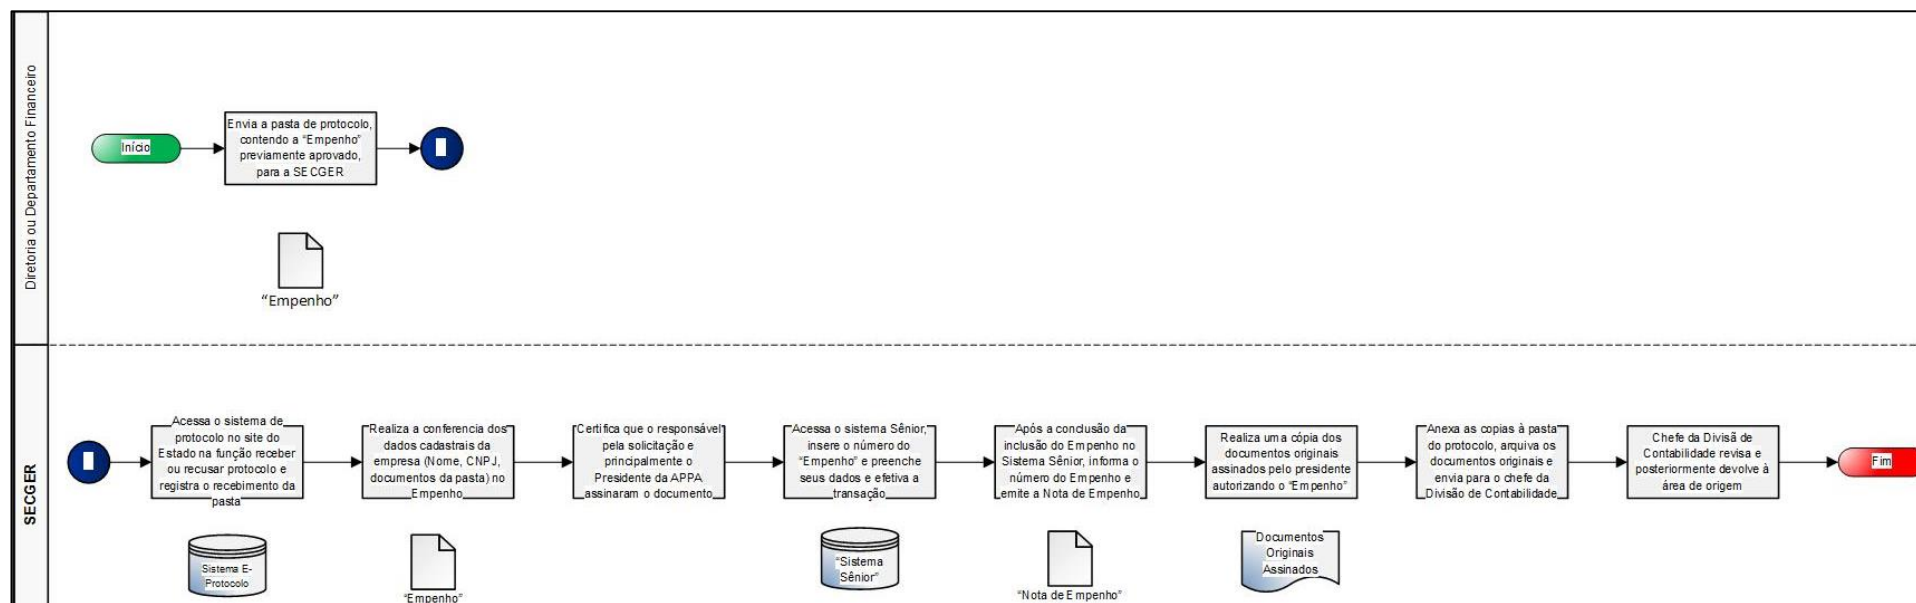 Diretoria ou Departamento Financeiro
Início
Envia a pasta de protocolo,
contendo a “Empenho”
previamente aprovado,
para a SECGER
“Empenho”
SECGER
Acessa o sistema de
protocolo no site do
Estado na função receber
ou recusar protocolo e
registra o recebimento da
pasta
Sistema E-
Protocolo
Realiza a conferencia dos
dados cadastrais da
empresa (Nome, CNPJ,
documentos da pasta) no
Empenho
“Empenho”
Certifica que o responsável
pela solicitação e
principalmente o
Presidente da APPA
assinaram o documento
Acessa o sistema Sênior,
insere o número do
“Empenho” e preenche
seus dados e efetiva a
transação
“Sistema
Sênior”
Após a conclusão da
inclusão do Empenho no
Sistema Sênior, informa o
número do Empenho e
emite a Nota de Empenho
“Nota de Empenho”
Realiza uma cópia dos
documentos originais
assinados pelo presidente
autorizando o “Empenho”
Documentos
Originais
Assinados
Anexa as copias à pasta
do protocolo, arquiva os
documentos originais e
envia para o chefe da
Divisão de Contabilidade
Chefe da Divisã de
Contabilidade revisa e
posteriormente devolve à
área de origem
Fim